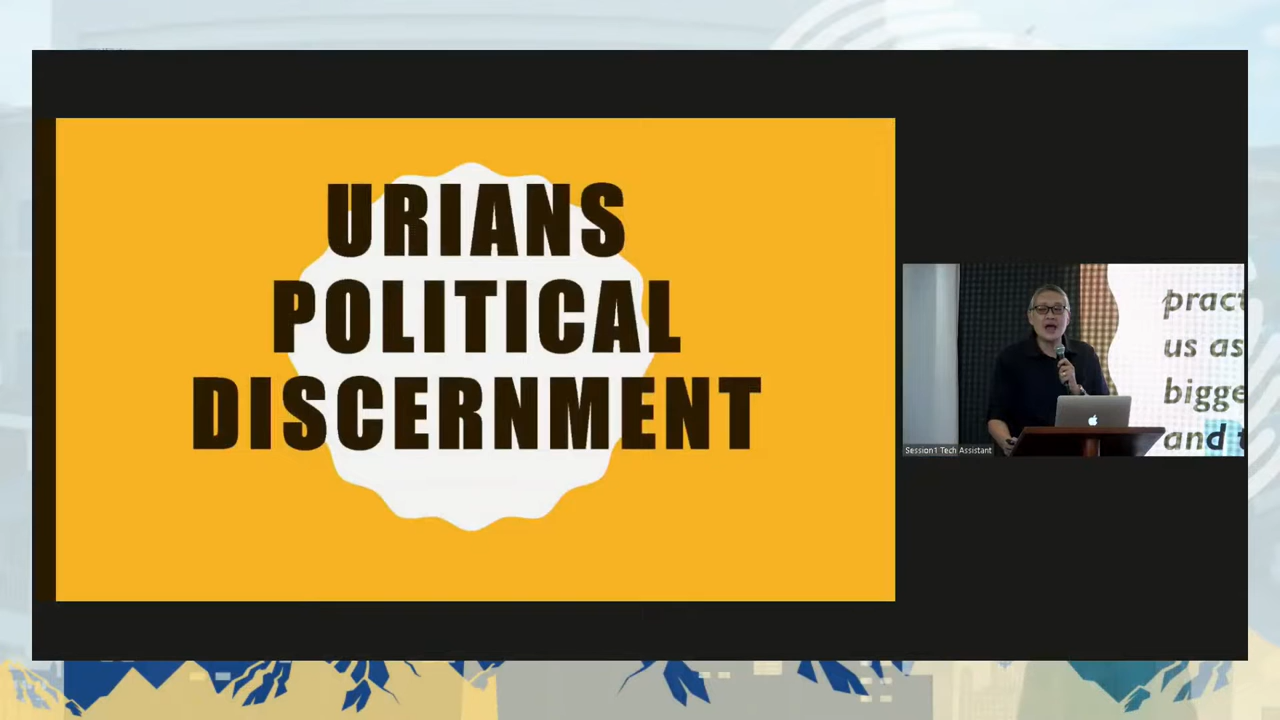 URIANS
POLITICAL
DISCERNMENT
pract
us as
bigge
and t
Session1 Tech Assistant